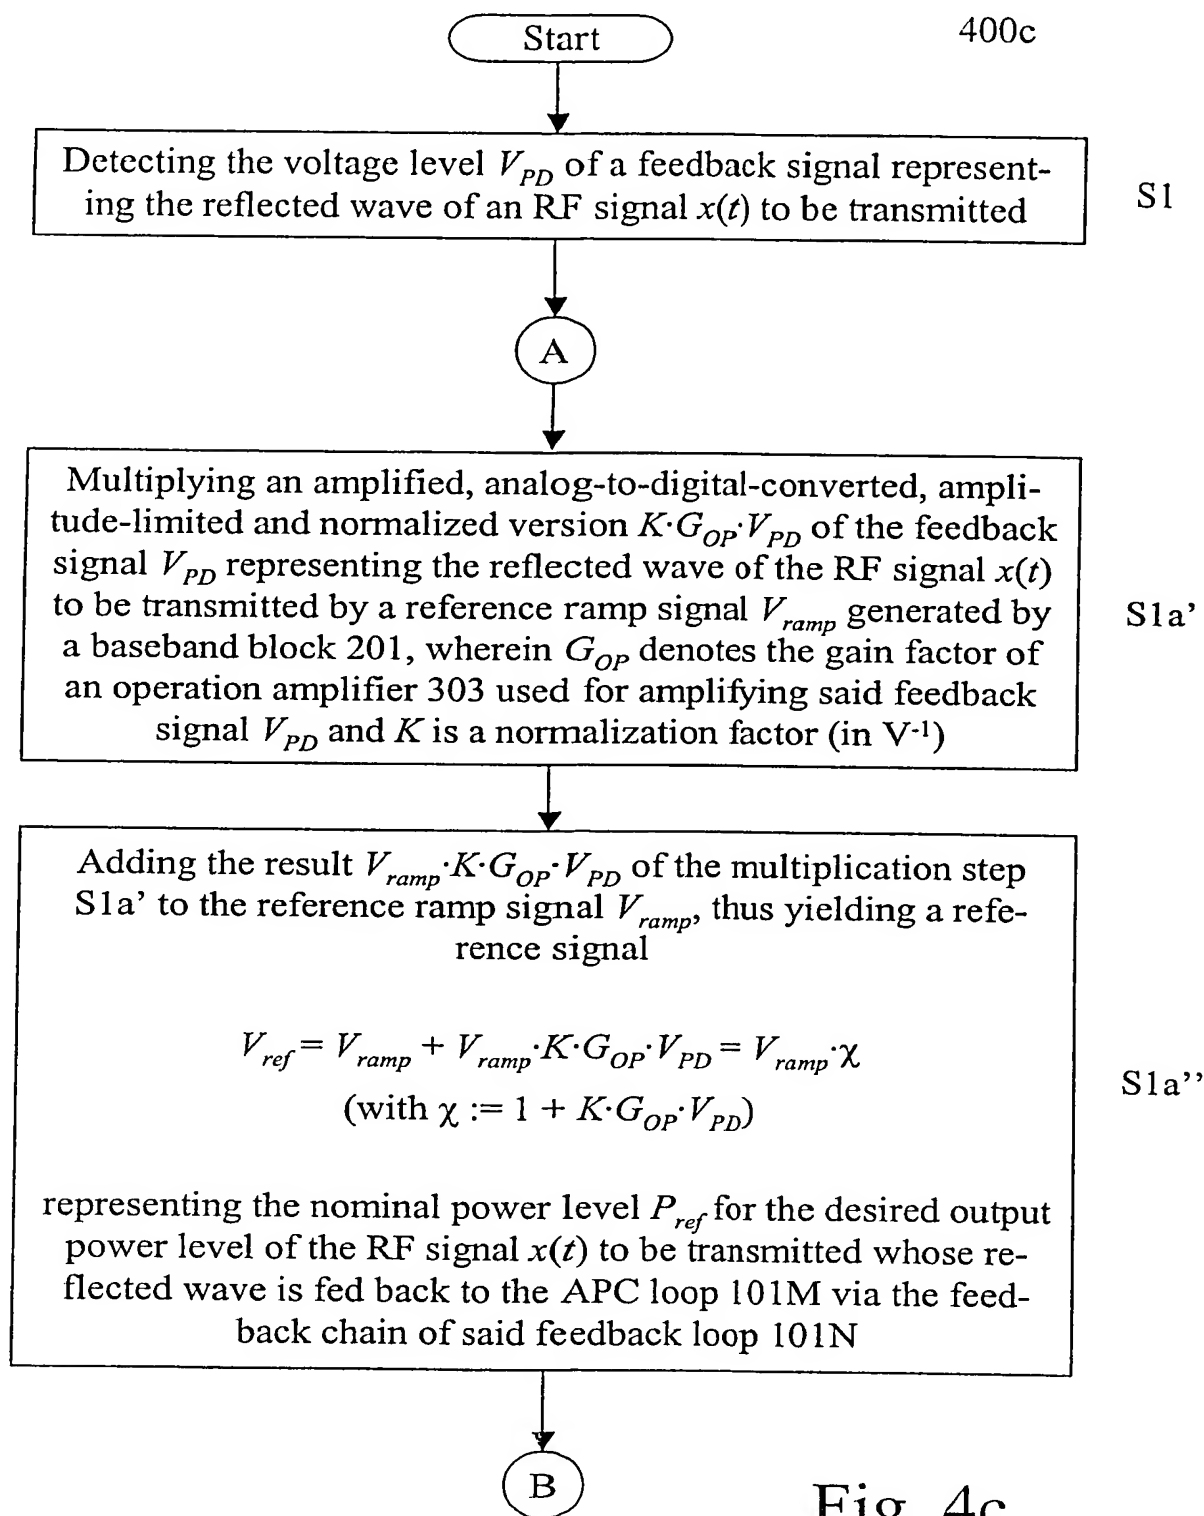 400c
Start
Detecting the voltage level V_PD of a feedback signal represent-
ing the reflected wave of an RF signal x(t) to be transmitted
S1
A
Multiplying an amplified, analog-to-digital-converted, ampli-
tude-limited and normalized version K·G_OP·V_PD of the feedback
signal V_PD representing the reflected wave of the RF signal x(t)
to be transmitted by a reference ramp signal V_ramp generated by
a baseband block 201, wherein G_OP denotes the gain factor of
an operation amplifier 303 used for amplifying said feedback
signal V_PD and K is a normalization factor (in V⁻¹)
S1a’
Adding the result V_ramp·K·G_OP·V_PD of the multiplication step
S1a’ to the reference ramp signal V_ramp, thus yielding a refe-
rence signal
V_ref = V_ramp + V_ramp·K·G_OP·V_PD = V_ramp·χ
(with χ := 1 + K·G_OP·V_PD)
S1a’’
representing the nominal power level P_ref for the desired output
power level of the RF signal x(t) to be transmitted whose re-
flected wave is fed back to the APC loop 101M via the feed-
back chain of said feedback loop 101N
B
Fig. 4c